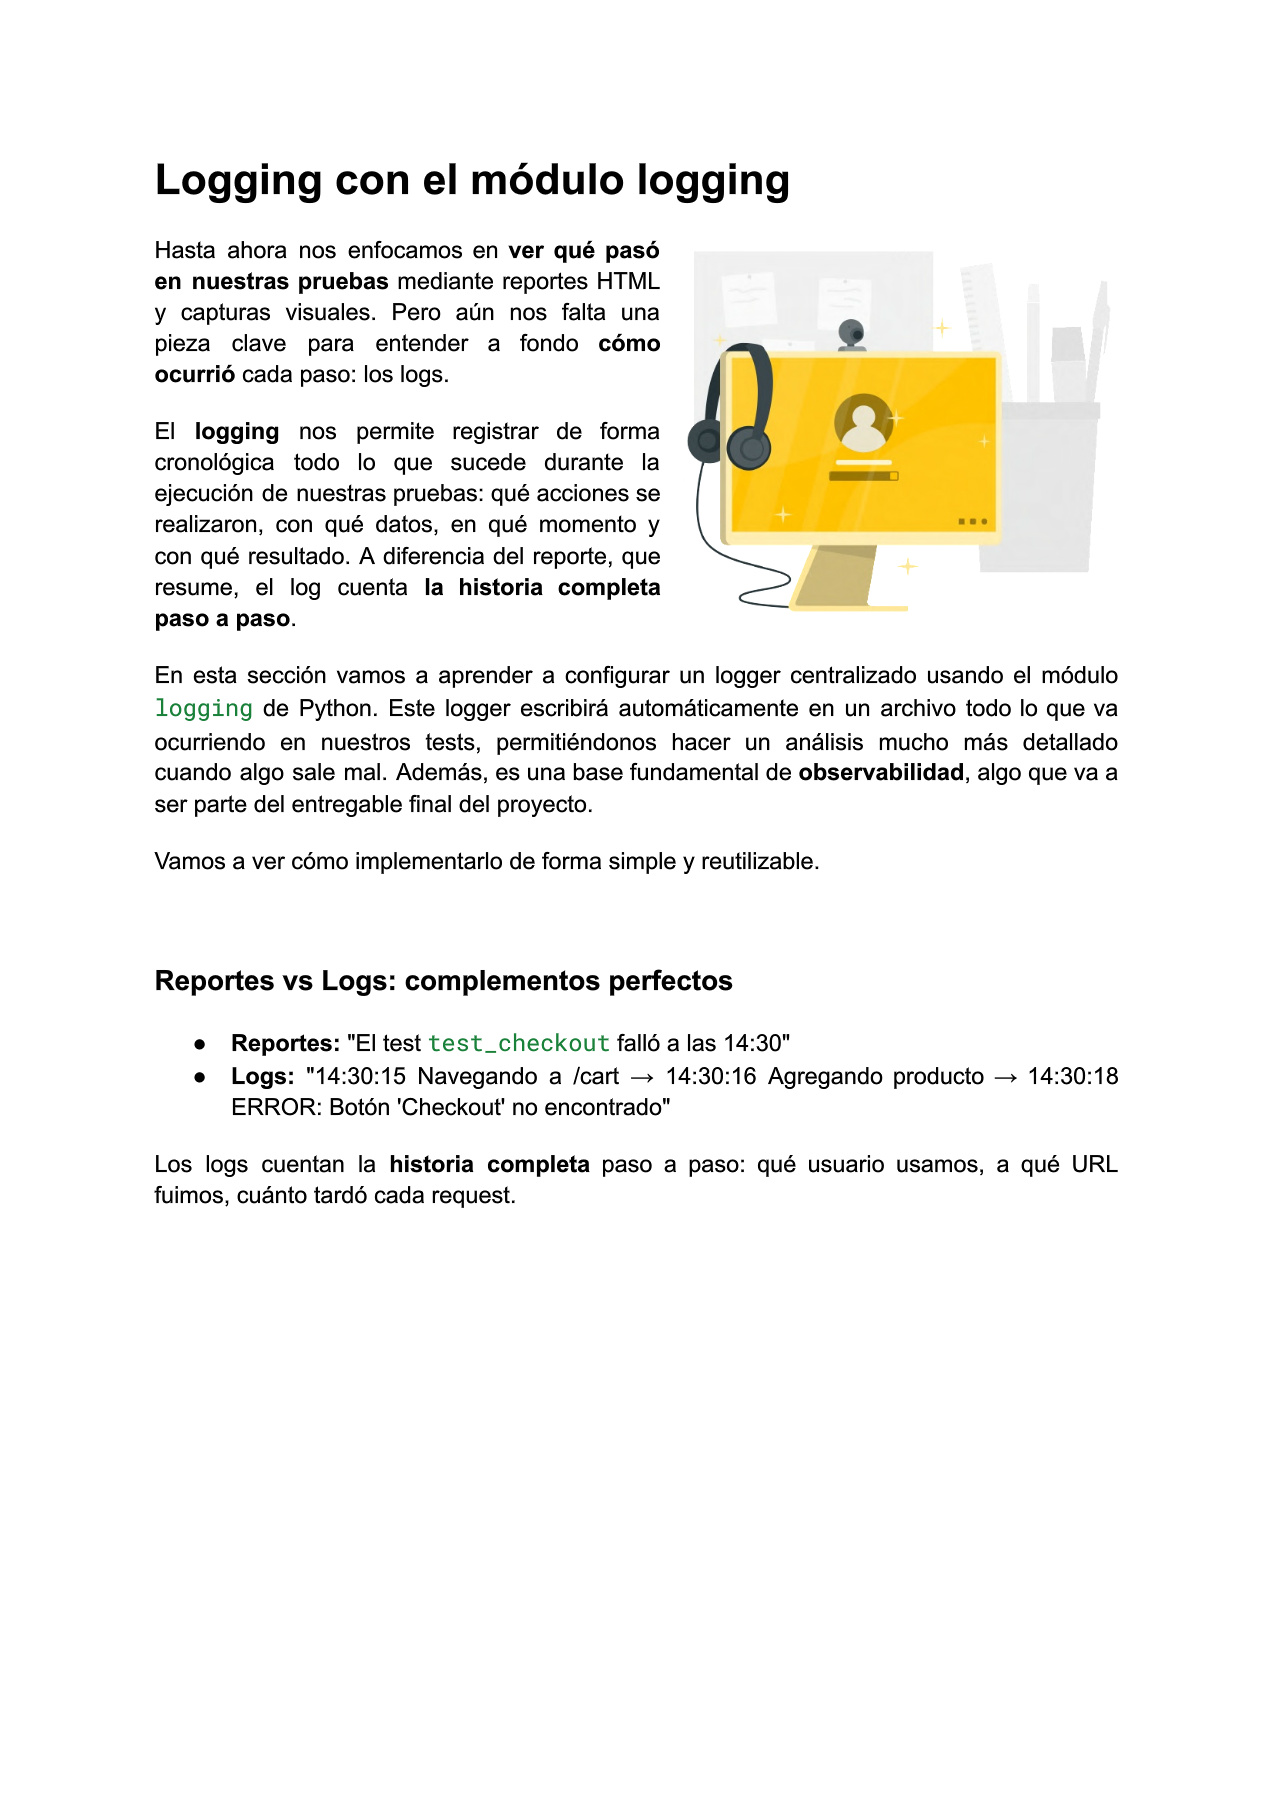 Logging con el módulo logging
Hasta ahora nos enfocamos en ver qué pasó
en nuestras pruebas mediante reportes HTML
y capturas visuales. Pero aún nos falta una
pieza clave para entender a fondo cómo
ocurrió cada paso: los logs.
El logging nos permite registrar de forma
cronológica todo lo que sucede durante la
ejecución de nuestras pruebas: qué acciones se
realizaron, con qué datos, en qué momento y
con qué resultado. A diferencia del reporte, que
resume, el log cuenta la historia completa
paso a paso.
En esta sección vamos a aprender a configurar un logger centralizado usando el módulo
logging de Python. Este logger escribirá automáticamente en un archivo todo lo que va
ocurriendo en nuestros tests, permitiéndonos hacer un análisis mucho más detallado
cuando algo sale mal. Además, es una base fundamental de observabilidad, algo que va a
ser parte del entregable final del proyecto.
Vamos a ver cómo implementarlo de forma simple y reutilizable.
Reportes vs Logs: complementos perfectos
● Reportes: "El test test_checkout falló a las 14:30"
● Logs: "14:30:15 Navegando a /cart → 14:30:16 Agregando producto → 14:30:18
ERROR: Botón 'Checkout' no encontrado"
Los logs cuentan la historia completa paso a paso: qué usuario usamos, a qué URL
fuimos, cuánto tardó cada request.